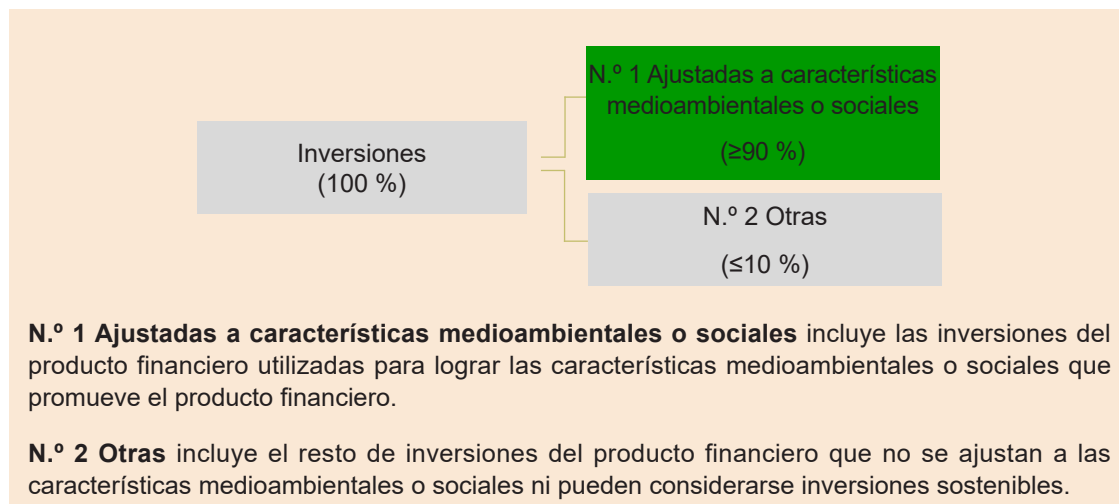 N.º 1 Ajustadas a características
medioambientales o sociales
(≥90 %)
Inversiones
(100 %)
N.º 2 Otras
(≤10 %)
N.º 1 Ajustadas a características medioambientales o sociales incluye las inversiones del
producto financiero utilizadas para lograr las características medioambientales o sociales que
promueve el producto financiero.
N.º 2 Otras incluye el resto de inversiones del producto financiero que no se ajustan a las
características medioambientales o sociales ni pueden considerarse inversiones sostenibles.